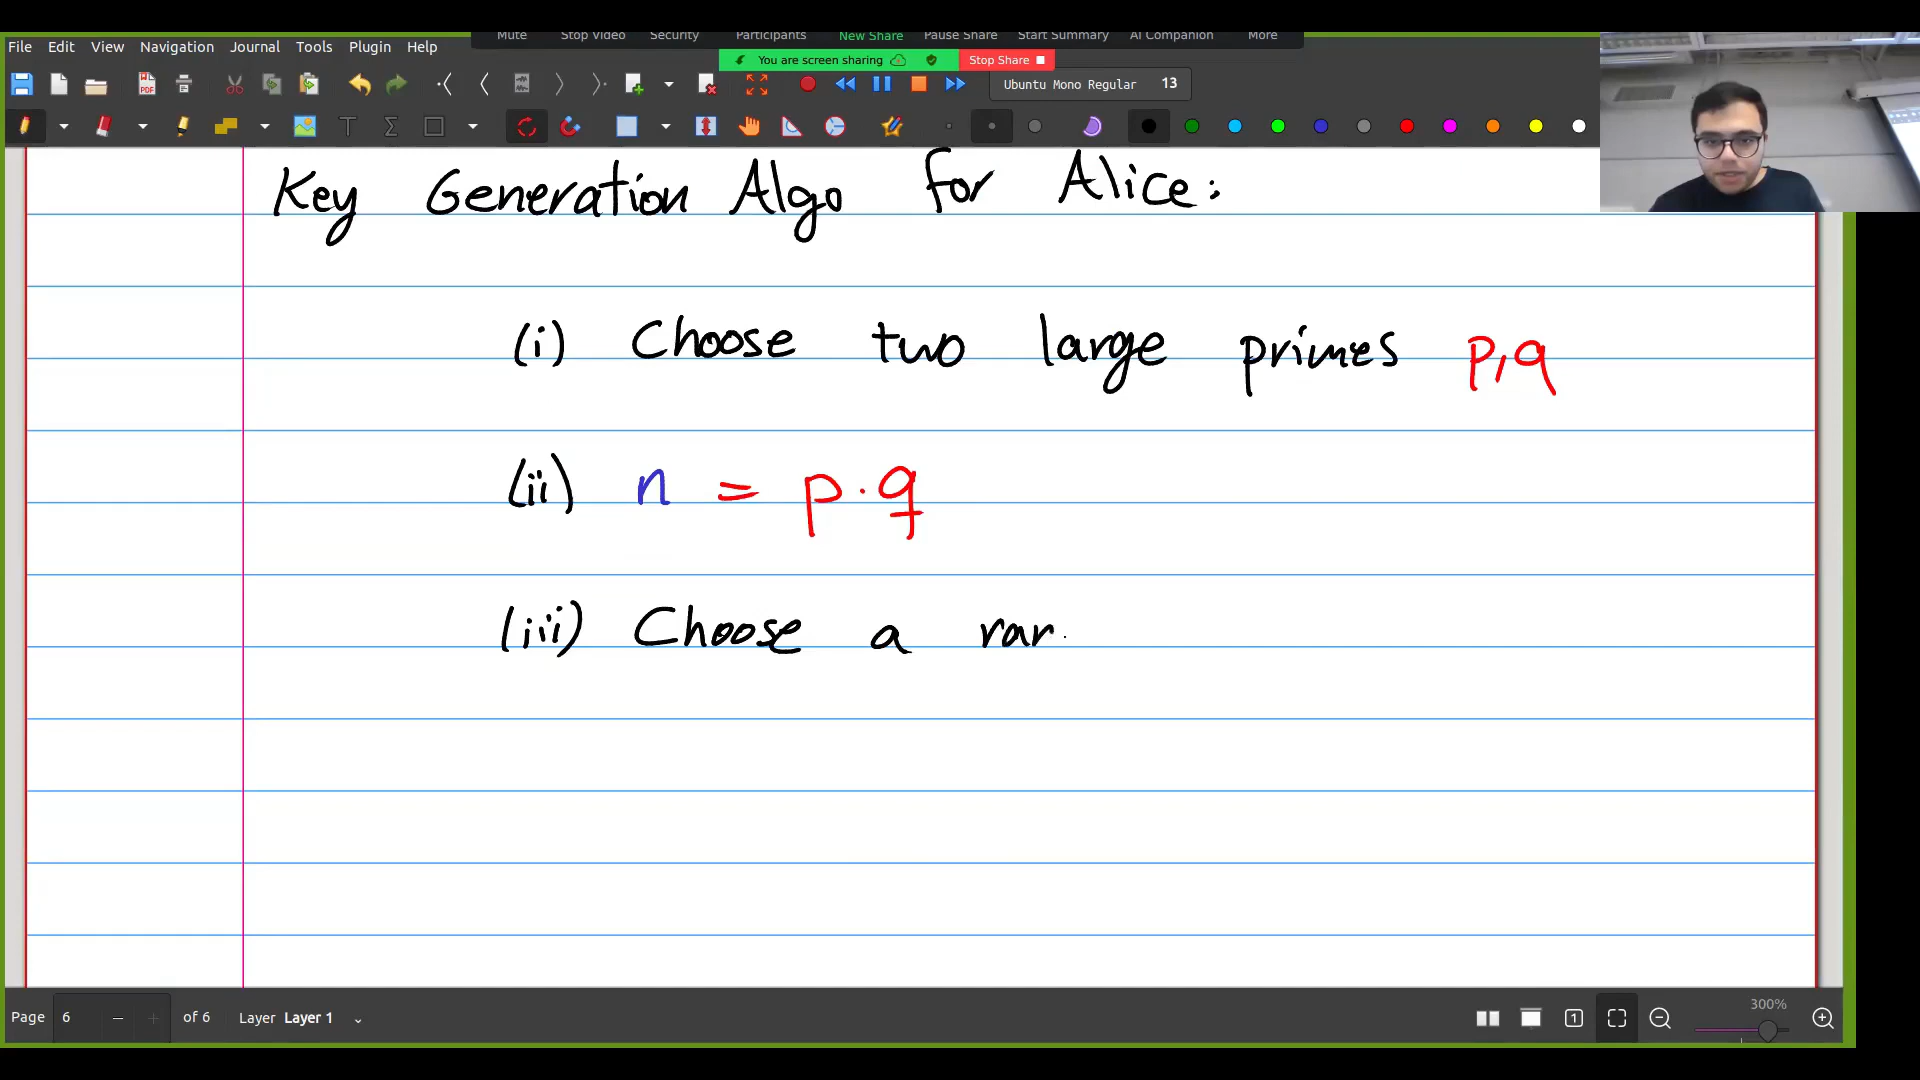 Mute Stop Video Security Participants New Share Pause Share Start Summary AI Companion More
File Edit View Navigation Journal Tools Plugin Help
You are screen sharing Stop Share
PDF
Ubuntu Mono Regular 13
Key Generation Algo for Alice:
(i) Choose two large primes p,q
(ii) n = p·q
(iii) Choose a rar
Page 6 of 6 Layer Layer 1 300%